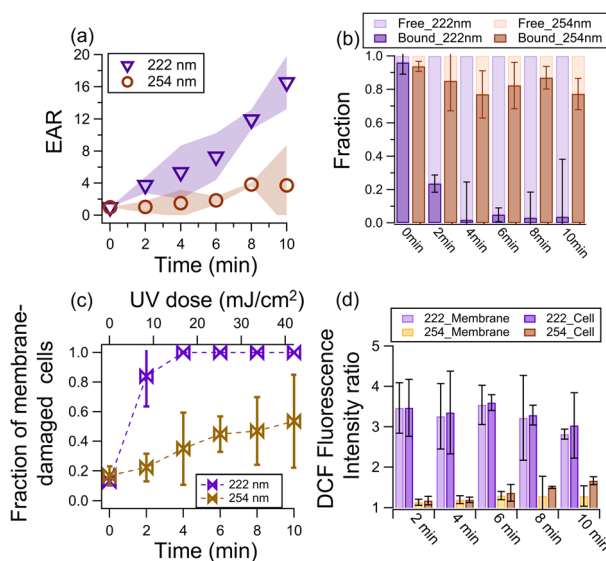 (a)
222 nm
254 nm
EAR
20
16
12
8
4
0
0 2 4 6 8 10
Time (min)
(b)
Free_222nm Free_254nm
Bound_222nm Bound_254nm
Fraction
1.0
0.8
0.6
0.4
0.2
0.0
0min 2min 4min 6min 8min 10min
(c)
UV dose (mJ/cm²)
0 10 20 30 40
Fraction of membrane-
damaged cells
1.0
0.8
0.6
0.4
0.2
0.0
222 nm
254 nm
0 2 4 6 8 10
Time (min)
(d)
222_Membrane 222_Cell
254_Membrane 254_Cell
DCF Fluorescence
Intensity ratio
5
4
3
2
1
2 min 4 min 6 min 8 min 10 min